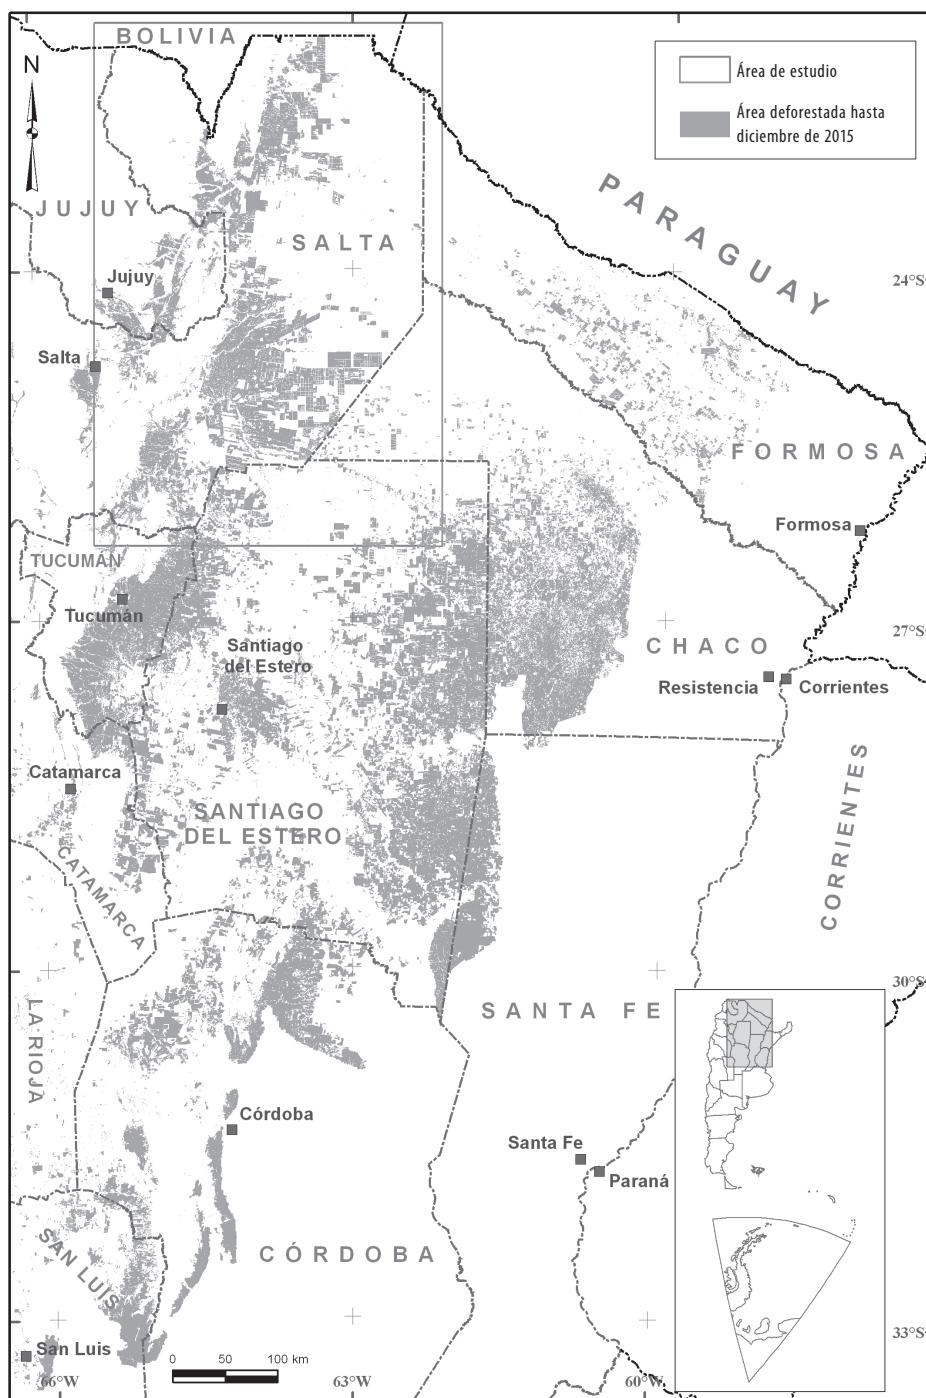 BOLIVIA
N
Área de estudio
Área deforestada hasta
diciembre de 2015
PARAGUAY
JUJUY
SALTA
Jujuy
24°S
Salta
FORMOSA
Formosa
TUCUMÁN
Tucumán
27°S
Santiago
del Estero
CHACO
Resistencia
Corrientes
Catamarca
CORRIENTES
SANTIAGO
DEL ESTERO
CATAMARCA
30°S
LA RIOJA
SANTA FE
Córdoba
Santa Fe
Paraná
CÓRDOBA
SAN LUIS
33°S
San Luis
0 50 100 km
66°W
63°W
60°W